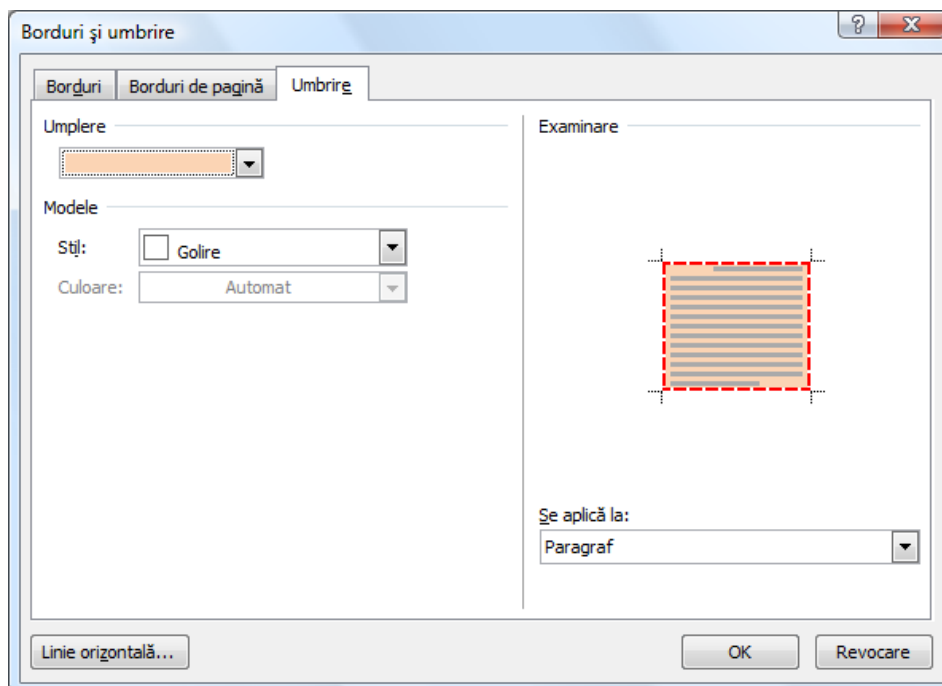 Borduri şi umbrire
Borduri
Borduri de pagină
Umbrire
Umplere
Modele
Stil:
Golire
Culoare:
Automat
Examinare
Se aplică la:
Paragraf
Linie orizontală...
OK
Revocare